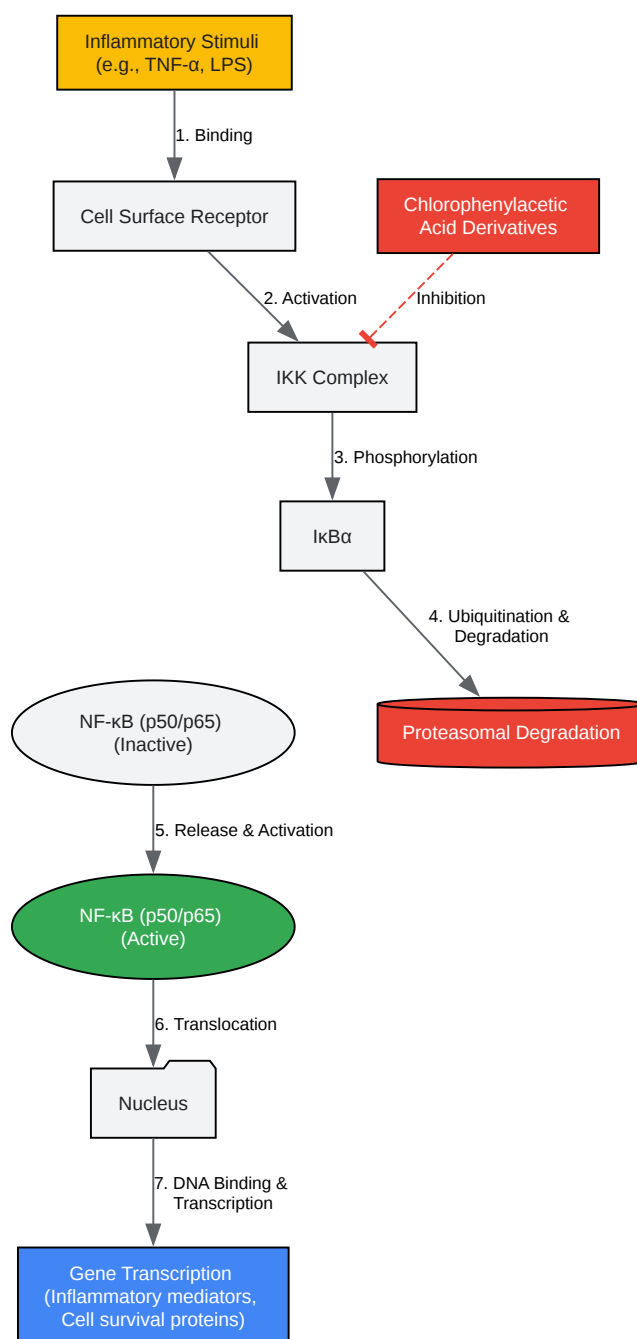 Inflammatory Stimuli
(e.g., TNF-α, LPS)
1. Binding
Cell Surface Receptor
Chlorophenylacetic
Acid Derivatives
2. Activation
Inhibition
IKK Complex
3. Phosphorylation
IκBα
4. Ubiquitination &
Degradation
Proteasomal Degradation
NF-κB (p50/p65)
(Inactive)
5. Release & Activation
NF-κB (p50/p65)
(Active)
6. Translocation
Nucleus
7. DNA Binding &
Transcription
Gene Transcription
(Inflammatory mediators,
Cell survival proteins)